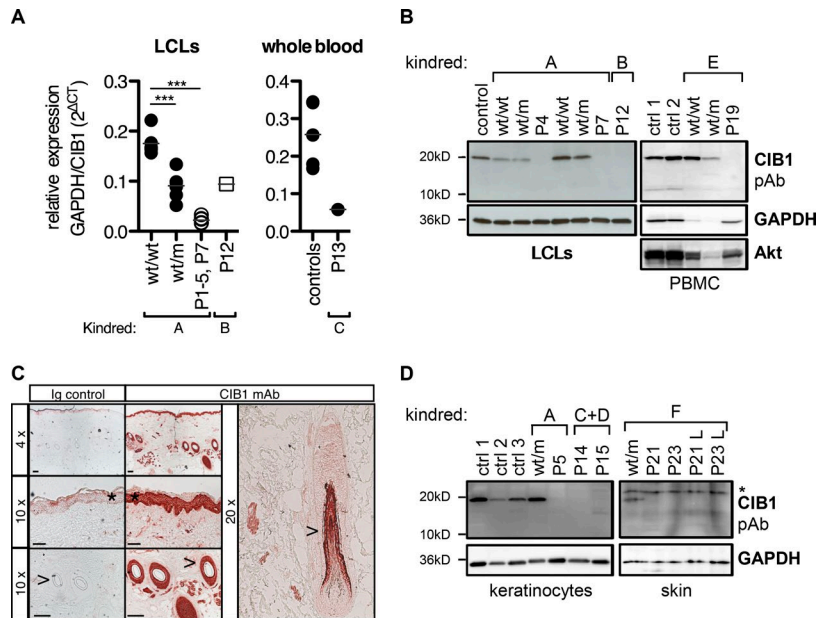 A
LCLs
whole blood
relative expression
GAPDH/CIB1 (2^ΔCT)
0.3
0.2
0.1
0.0
***
***
0.4
0.3
0.2
0.1
0.0
wt/wt
wt/m
P1-5, P7
P12
controls
P13
Kindred:
A
B
C
B
kindred:
A
B
E
control
wt/wt
wt/m
P4
wt/wt
wt/m
P7
P12
ctrl 1
ctrl 2
wt/wt
wt/m
P19
20kD
10kD
36kD
CIB1
pAb
GAPDH
Akt
LCLs
PBMC
C
Ig control
CIB1 mAb
4 x
10 x
10 x
20 x
*
*
>
>
>
D
kindred:
A
C+D
F
ctrl 1
ctrl 2
ctrl 3
wt/m
P5
P14
P15
wt/m
P21
P23
P21 L
P23 L
20kD
10kD
36kD
*
CIB1
pAb
GAPDH
keratinocytes
skin